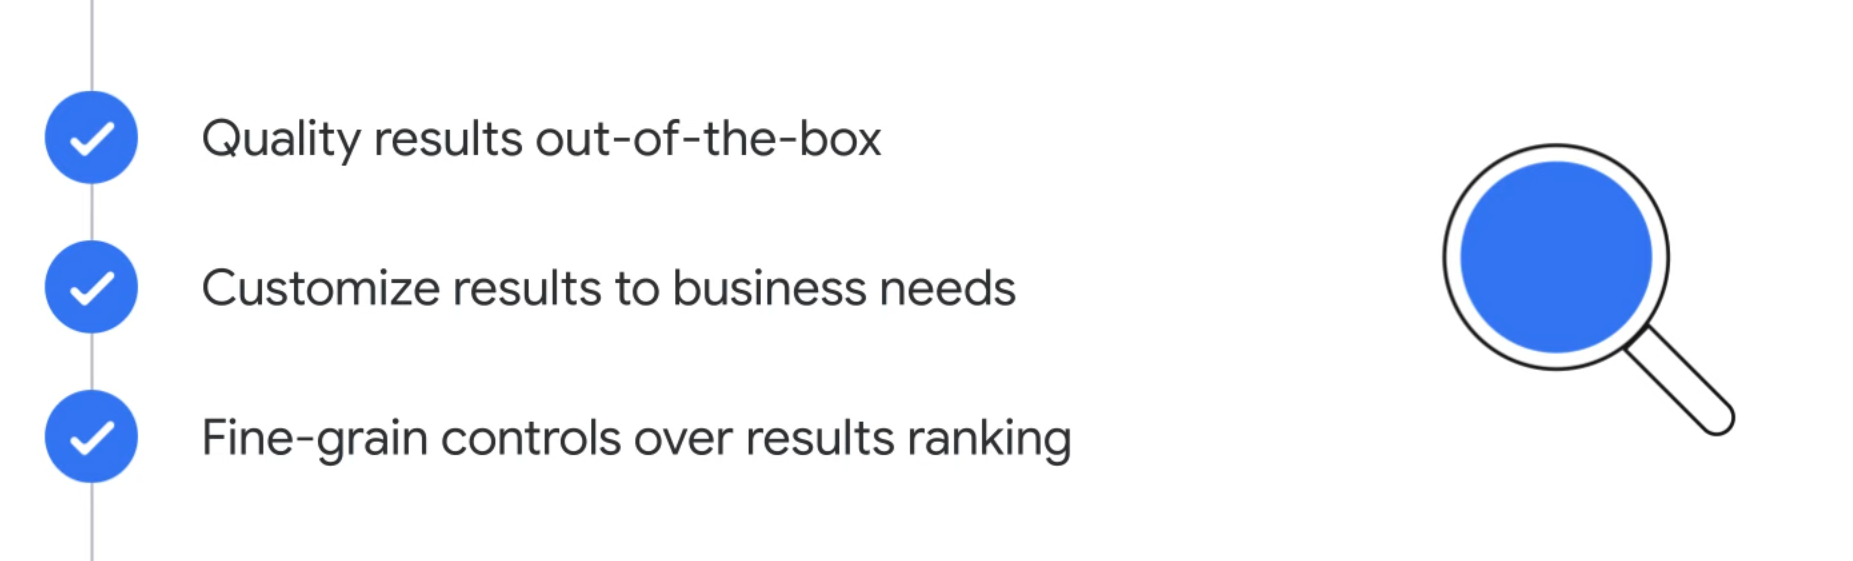 Quality results out-of-the-box
Customize results to business needs
Fine-grain controls over results ranking